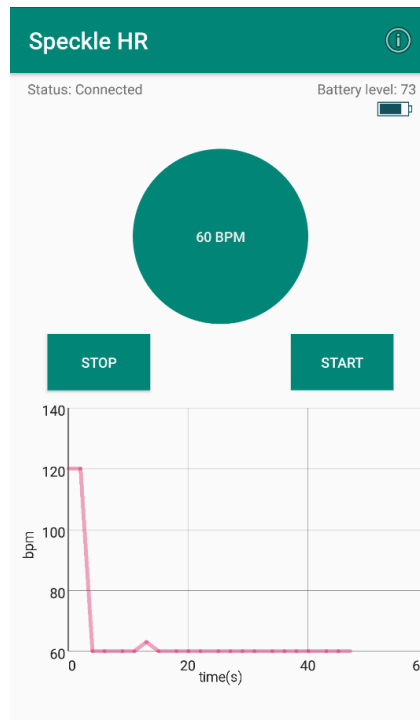 Speckle HR
Status: Connected
Battery level: 73
60 BPM
STOP
START
140
120
100
80
60
bpm
0
20
40
6
time(s)